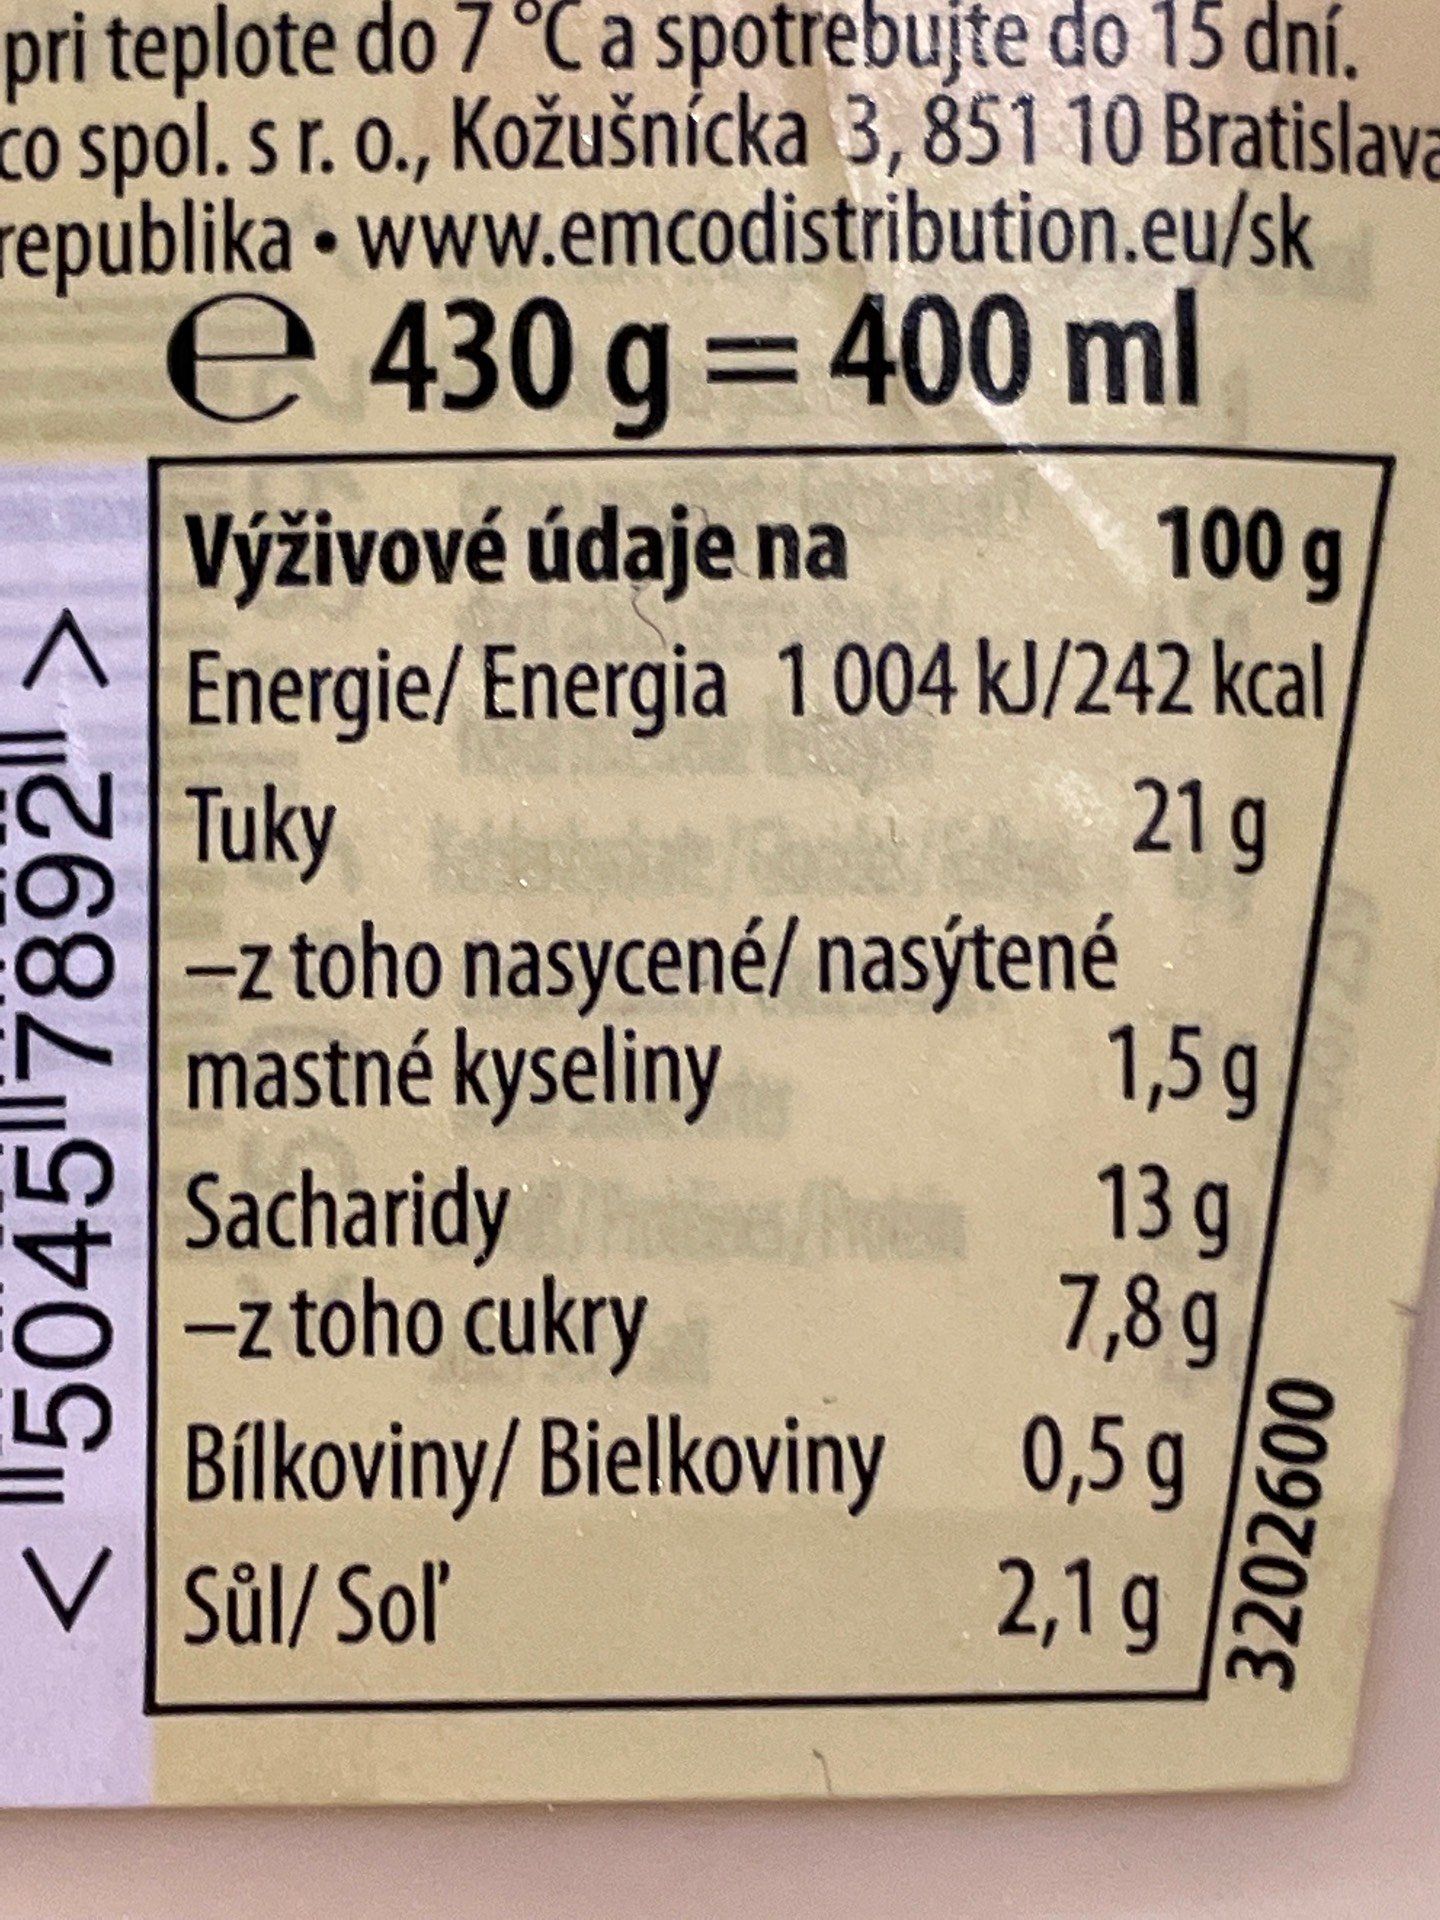 pri teplote do 7 °C a spotrebujte do 15 dní.
co spol. s r. o., Kožušnícka 3, 851 10 Bratislava
republika • www.emcodistribution.eu/sk
℮ 430 g = 400 ml
Výživové údaje na 100 g
Energie/ Energia 1 004 kJ/242 kcal
Tuky 21 g
–z toho nasycené/ nasýtené
mastné kyseliny 1,5 g
Sacharidy 13 g
–z toho cukry 7,8 g
Bílkoviny/ Bielkoviny 0,5 g
Sůl/ Soľ 2,1 g
< 50457892 >
3202600